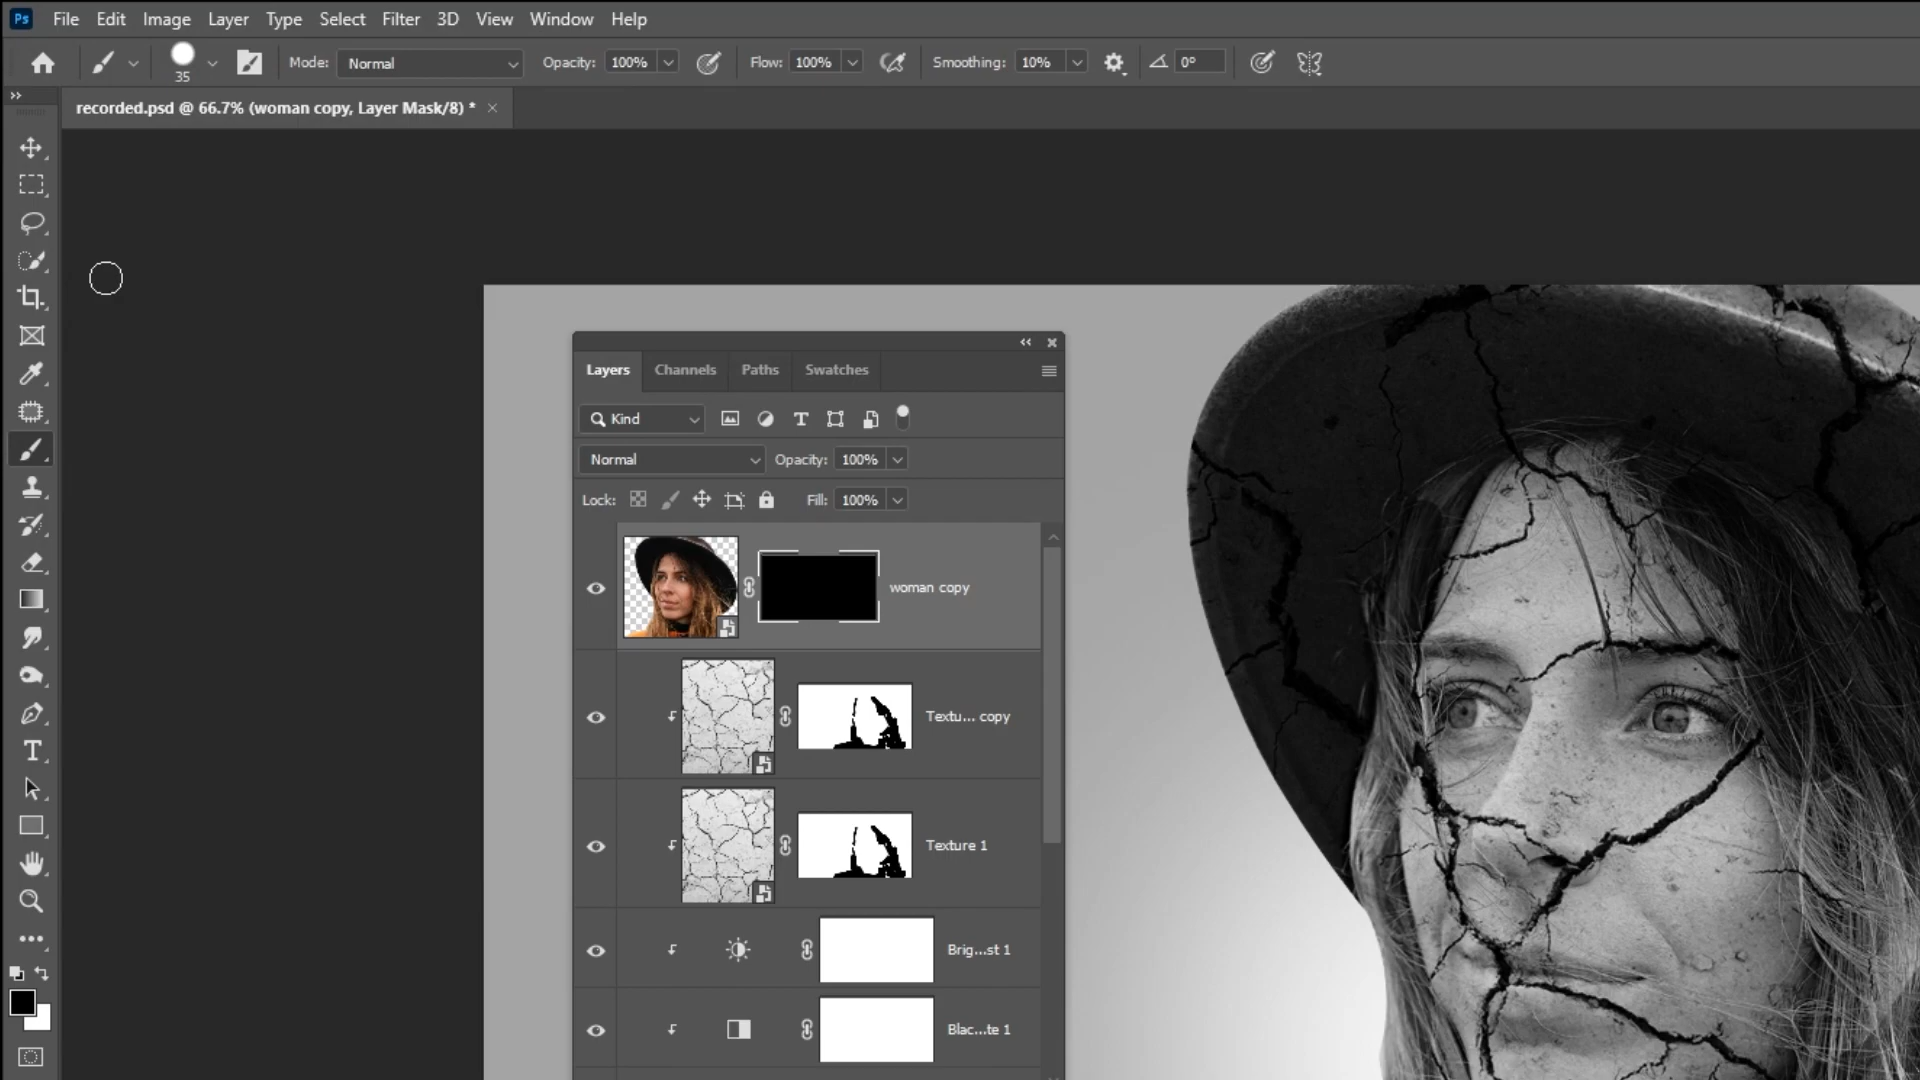 Ps File Edit Image Layer Type Select Filter 3D View Window Help
35 Mode: Normal Opacity: 100% Flow: 100% Smoothing: 10% 0°
recorded.psd @ 66.7% (woman copy, Layer Mask/8) *
Layers Channels Paths Swatches
Kind
Normal Opacity: 100%
Lock: Fill: 100%
woman copy
Textu... copy
Texture 1
Brig...st 1
Blac...te 1